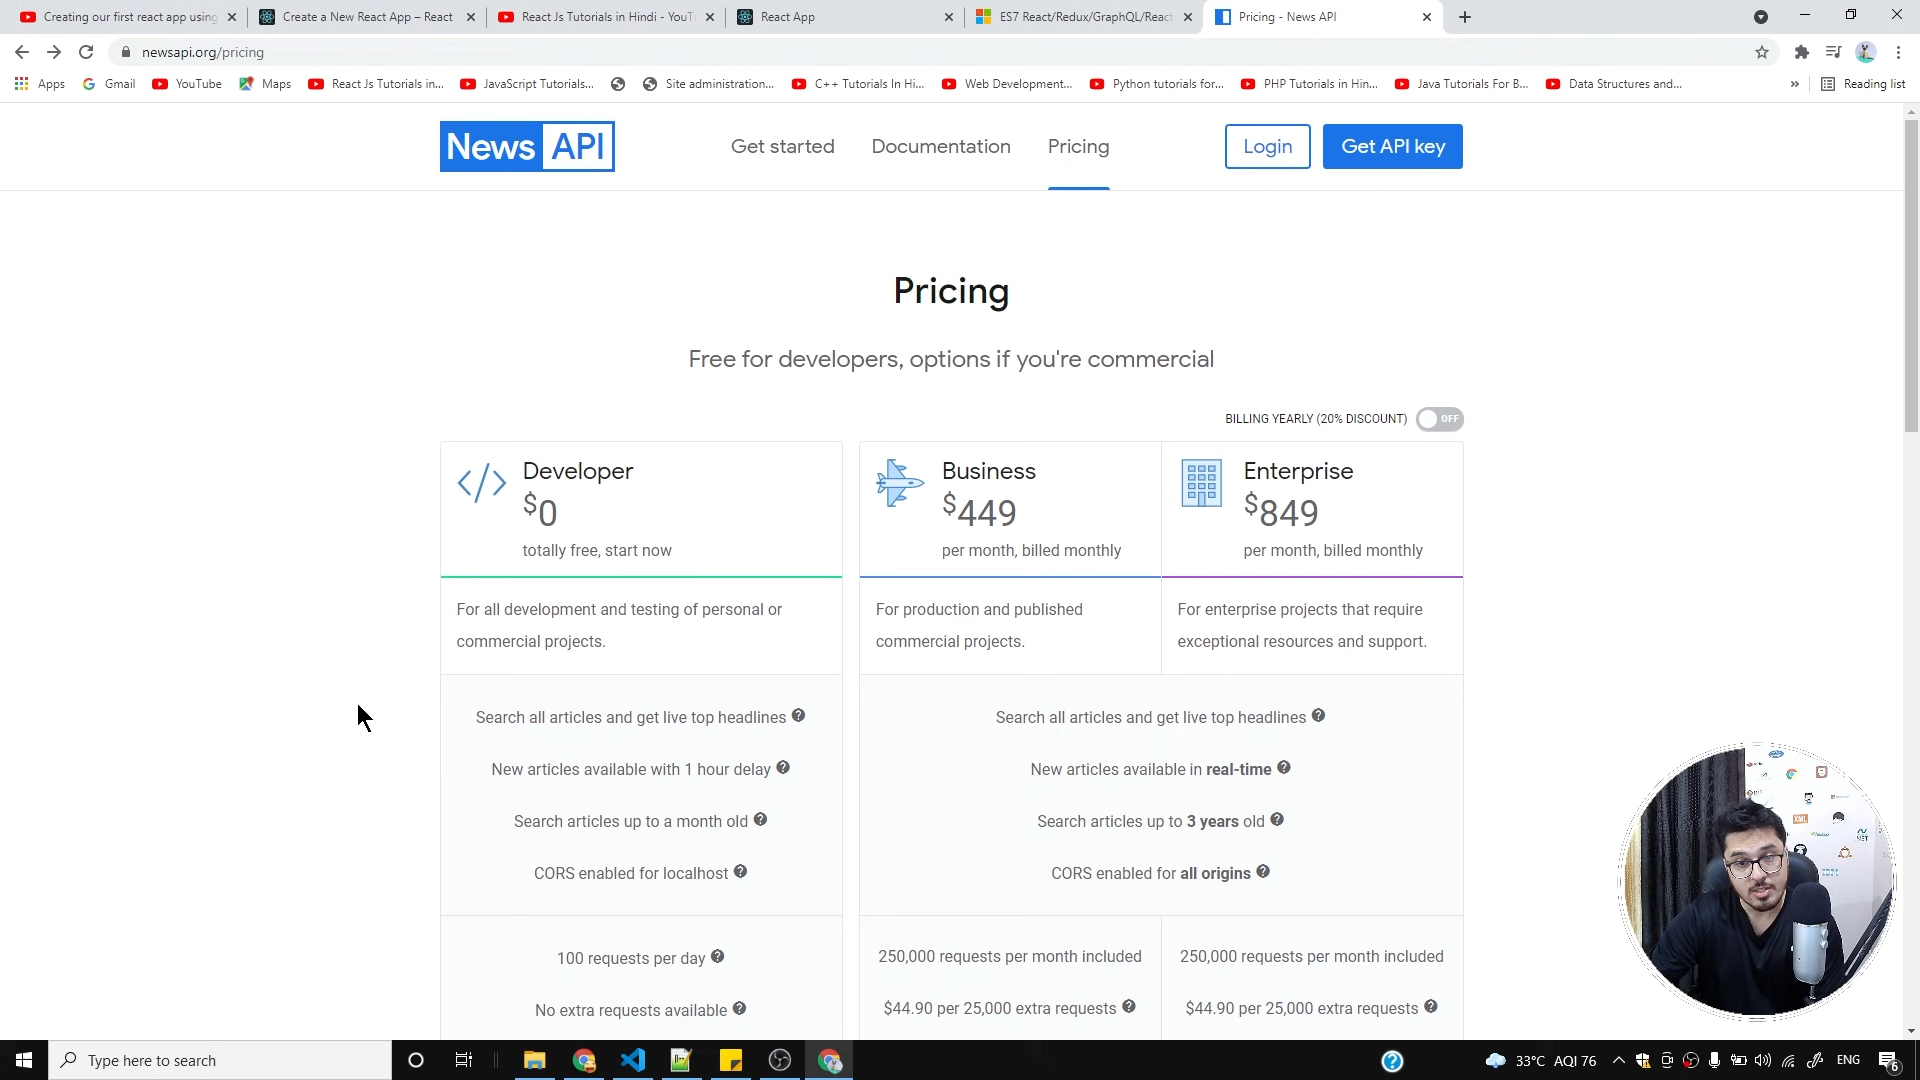 Creating our first react app using
Create a New React App – React
React Js Tutorials in Hindi - YouT
React App
ES7 React/Redux/GraphQL/React
Pricing - News API
newsapi.org/pricing
Apps
Gmail
YouTube
Maps
React Js Tutorials in...
JavaScript Tutorials...
Site administration...
C++ Tutorials In Hi...
Web Development...
Python tutorials for...
PHP Tutorials in Hin...
Java Tutorials For B...
Data Structures and...
»
Reading list
News API
Get started
Documentation
Pricing
Login
Get API key
Pricing
Free for developers, options if you're commercial
BILLING YEARLY (20% DISCOUNT)
OFF
Developer
$0
totally free, start now
For all development and testing of personal or
commercial projects.
Search all articles and get live top headlines
New articles available with 1 hour delay
Search articles up to a month old
CORS enabled for localhost
100 requests per day
No extra requests available
Business
$449
per month, billed monthly
For production and published
commercial projects.
Enterprise
$849
per month, billed monthly
For enterprise projects that require
exceptional resources and support.
Search all articles and get live top headlines
New articles available in real-time
Search articles up to 3 years old
CORS enabled for all origins
250,000 requests per month included
$44.90 per 25,000 extra requests
250,000 requests per month included
$44.90 per 25,000 extra requests
XML
.NET
Type here to search
33°C AQI 76
ENG
6